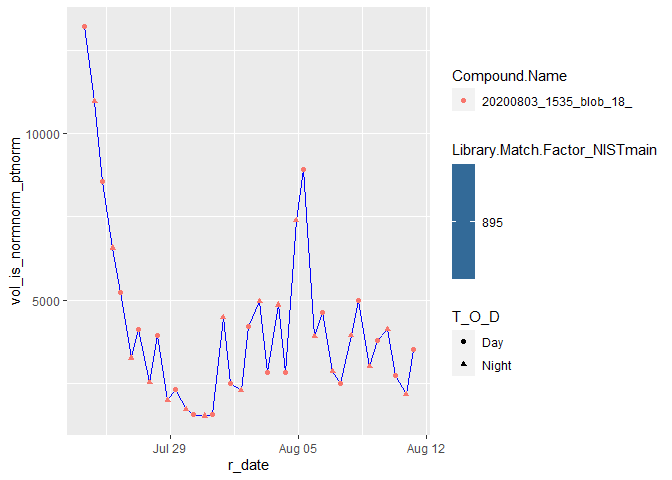 vol_is_normnorm_ptnorm
10000
5000
Jul 29
Aug 05
Aug 12
r_date
Compound.Name
20200803_1535_blob_18_
Library.Match.Factor_NISTmain
895
T_O_D
Day
Night